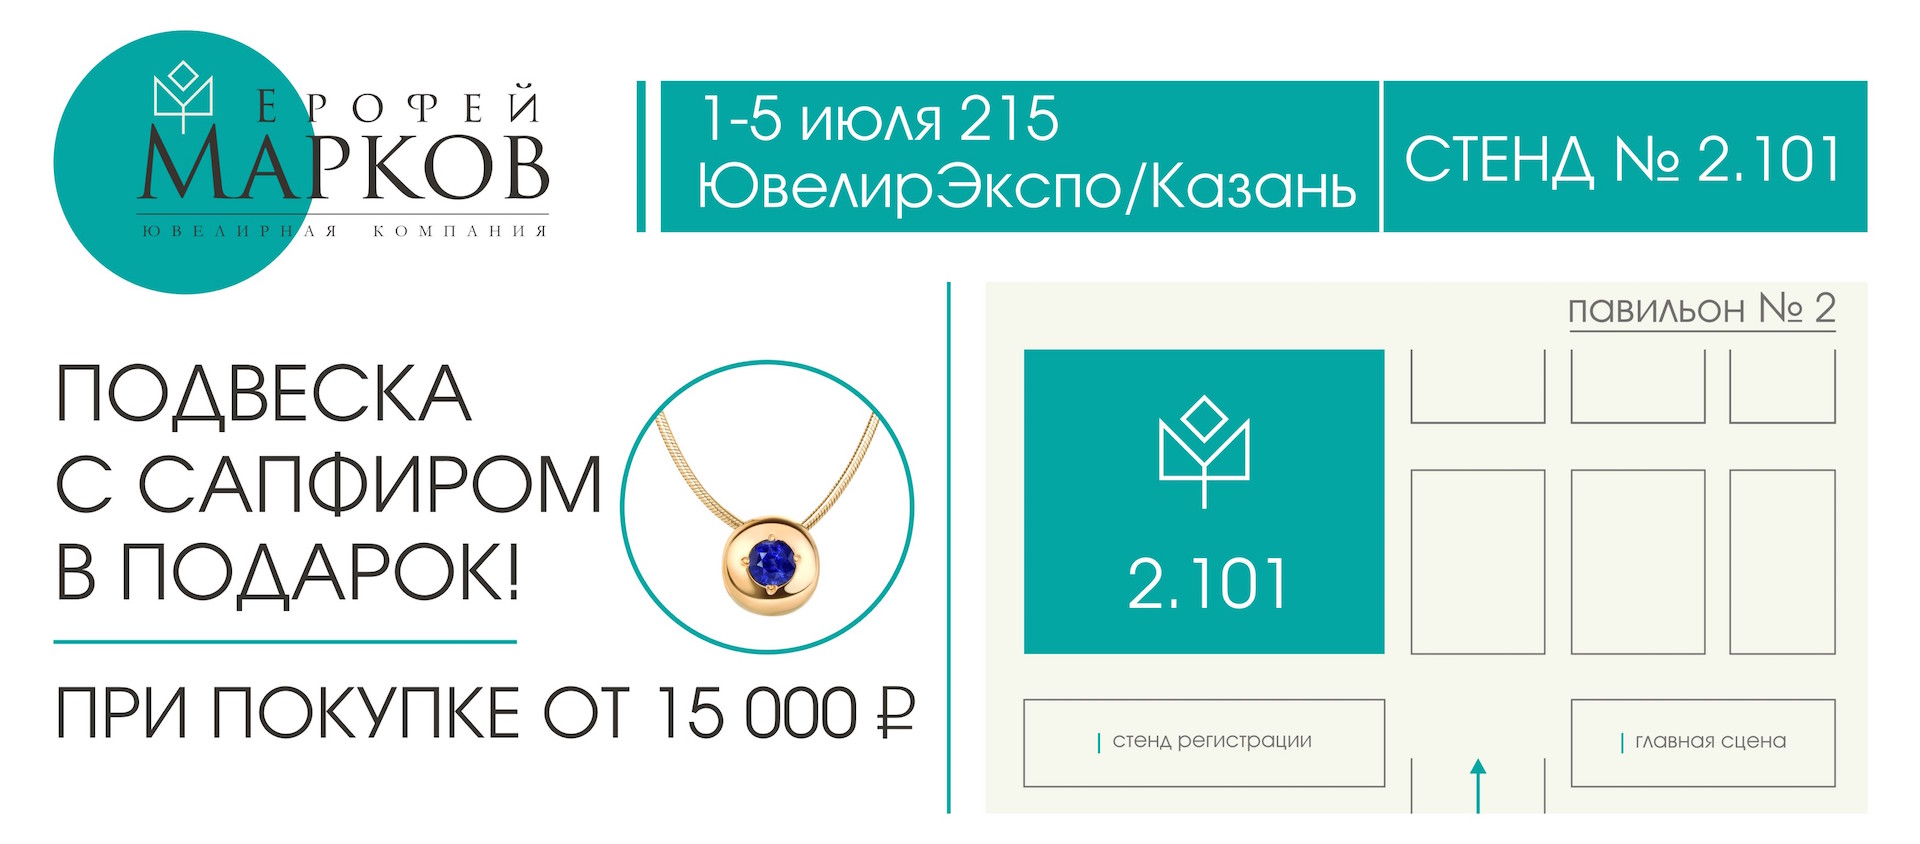 ЕРОФЕЙ
МАРКОВ
ЮВЕЛИРНАЯ КОМПАНИЯ
1-5 июля 215
ЮвелирЭкспо/Казань
СТЕНД № 2.101
ПОДВЕСКА
С САПФИРОМ
В ПОДАРОК!
ПРИ ПОКУПКЕ ОТ 15 000 ₽
павильон № 2
2.101
стенд регистрации
главная сцена